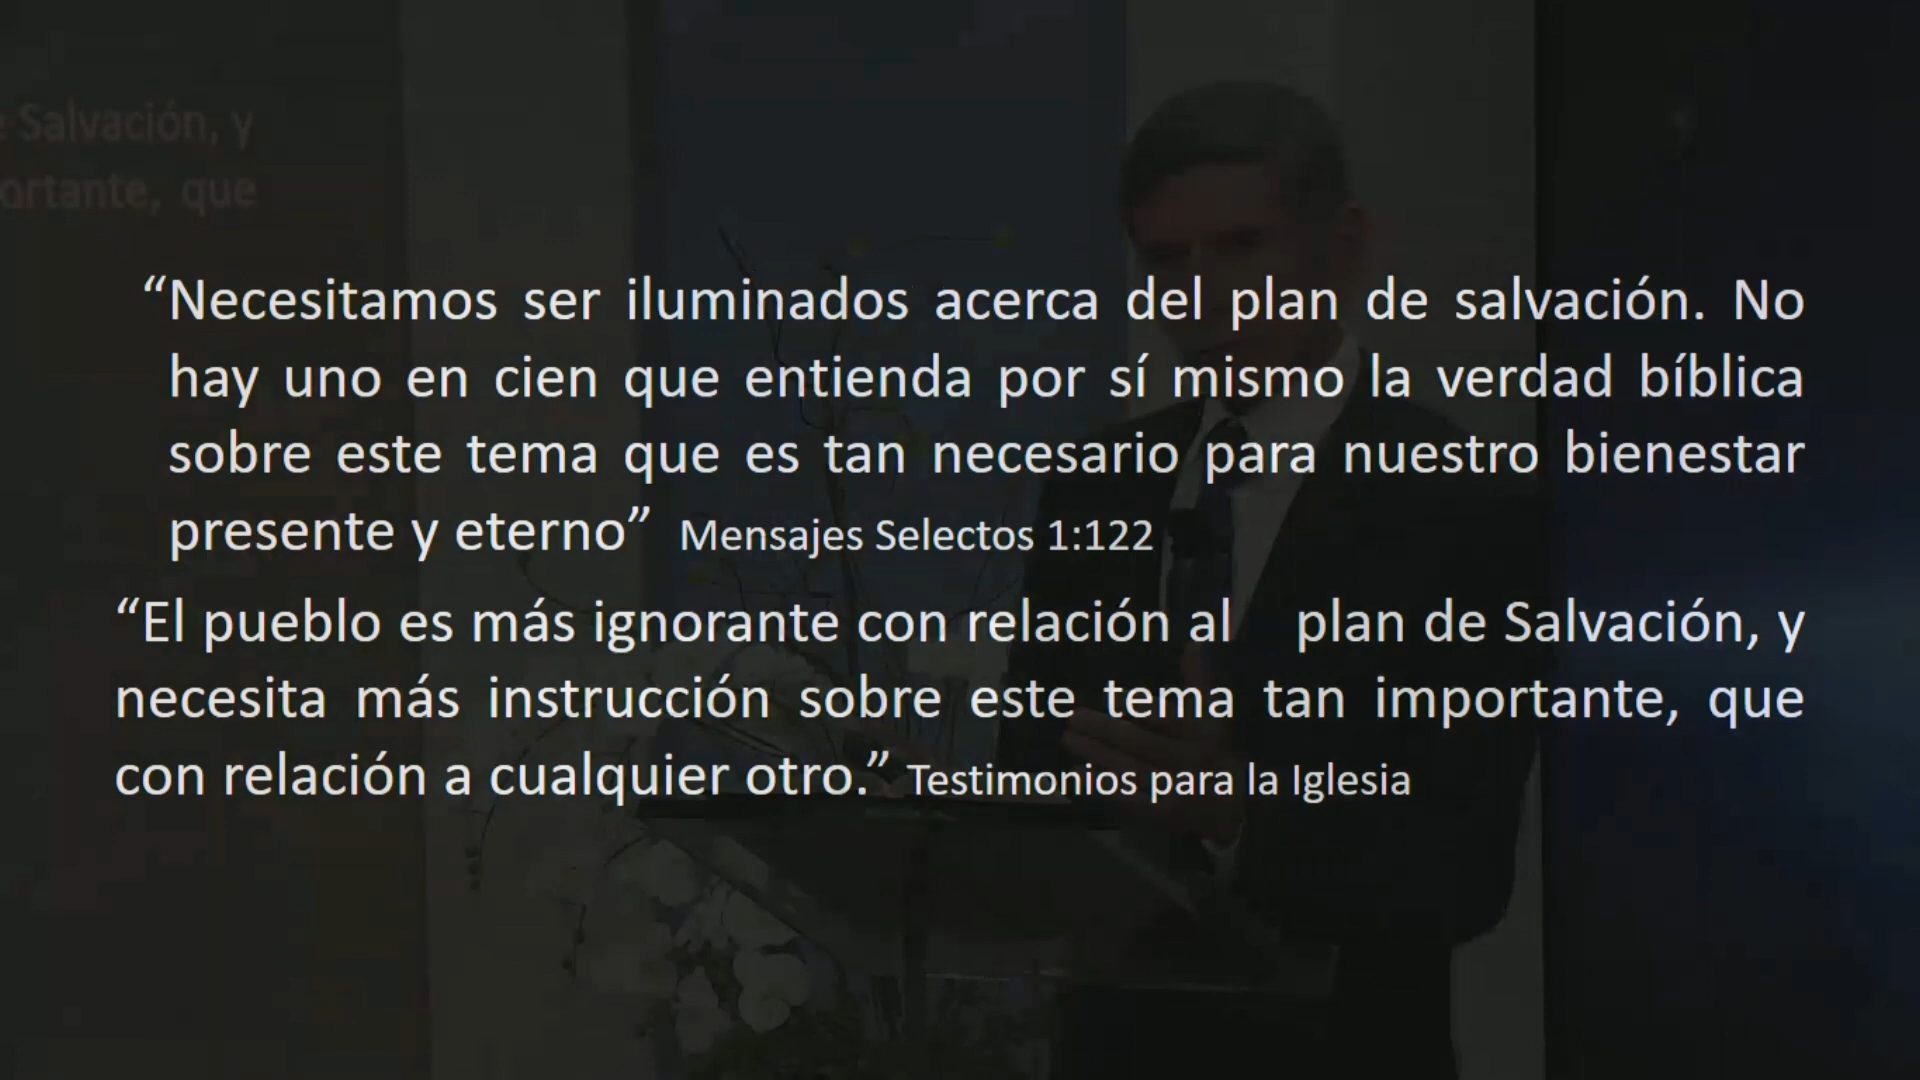 Salvación, y
que
“Necesitamos ser iluminados acerca del plan de salvación. No
hay uno en cien que entienda por sí mismo la verdad bíblica
sobre este tema que es tan necesario para nuestro bienestar
presente y eterno” Mensajes Selectos 1:122
“El pueblo es más ignorante con relación al plan de Salvación, y
necesita más instrucción sobre este tema tan importante, que
con relación a cualquier otro.” Testimonios para la Iglesia